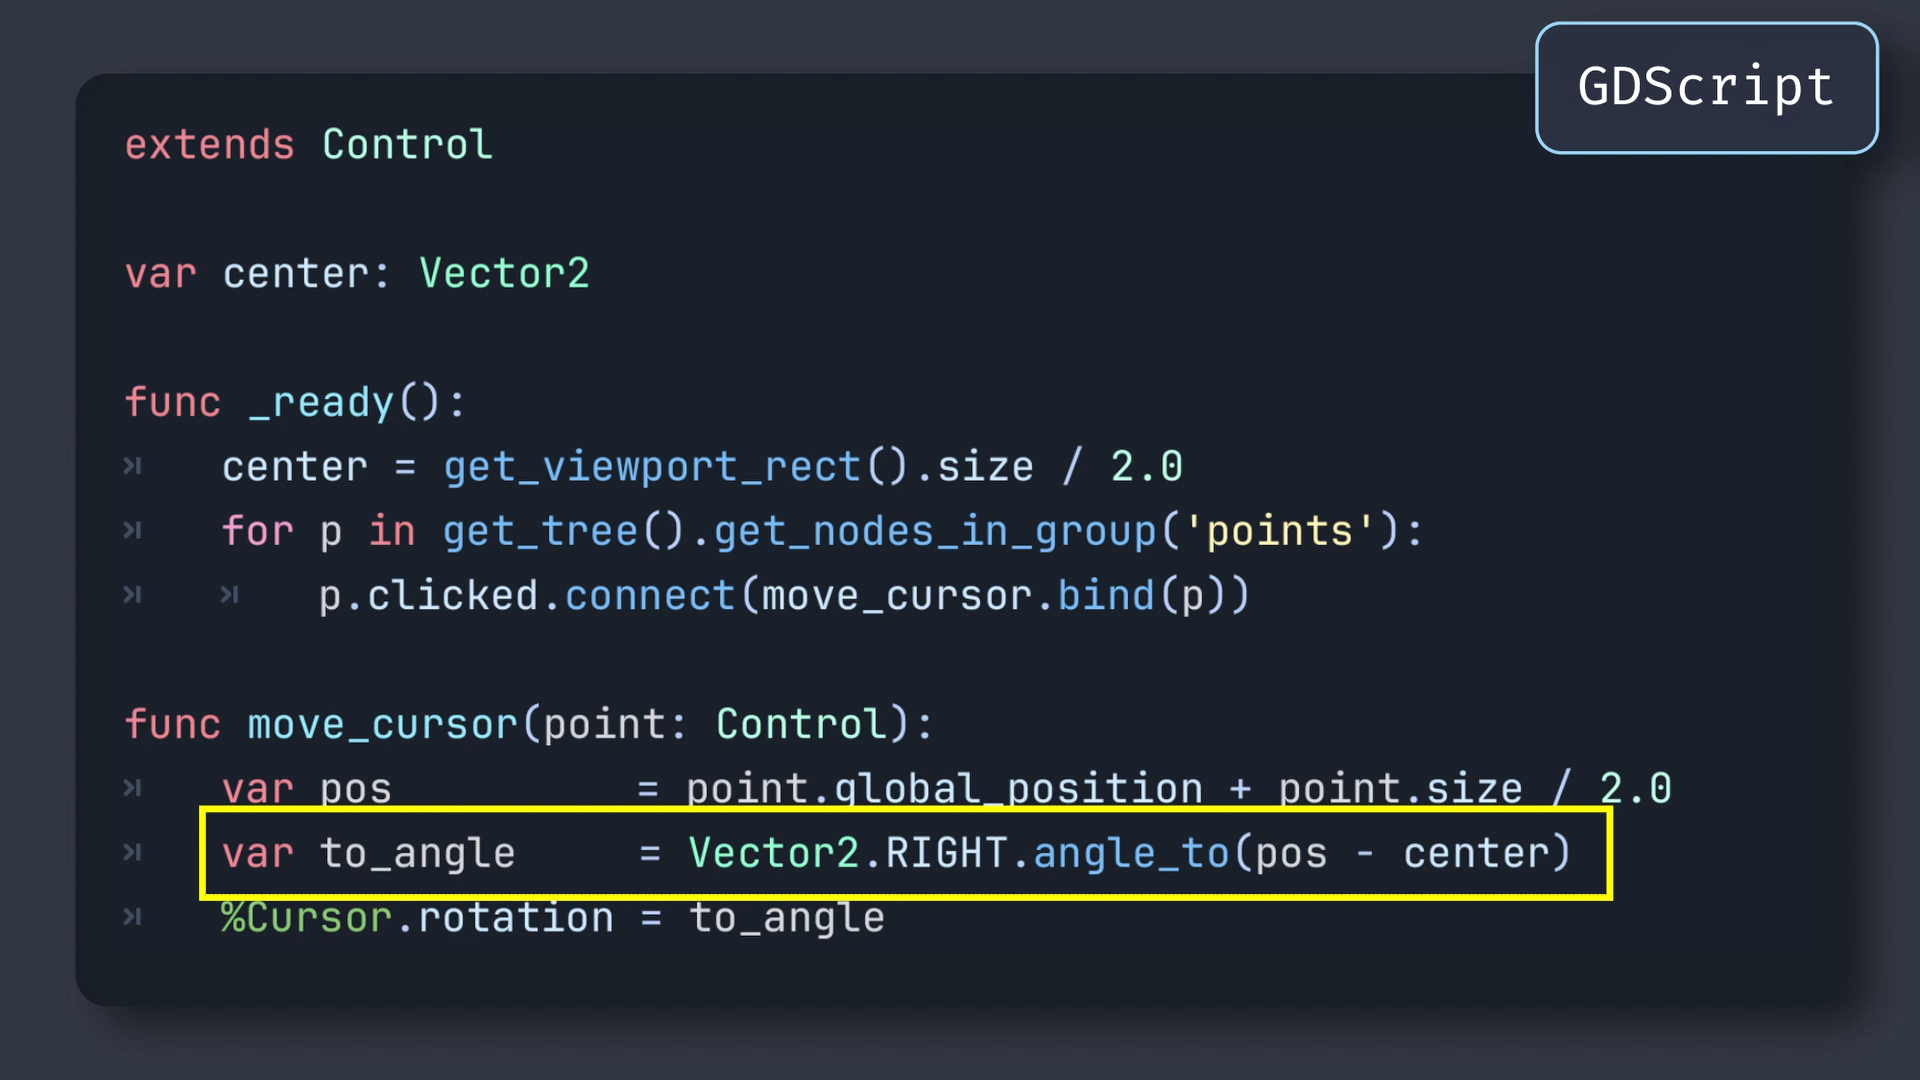 GDScript
extends Control
var center: Vector2
func _ready():
center = get_viewport_rect().size / 2.0
for p in get_tree().get_nodes_in_group('points'):
p.clicked.connect(move_cursor.bind(p))
func move_cursor(point: Control):
var pos = point.global_position + point.size / 2.0
var to_angle = Vector2.RIGHT.angle_to(pos - center)
%Cursor.rotation = to_angle